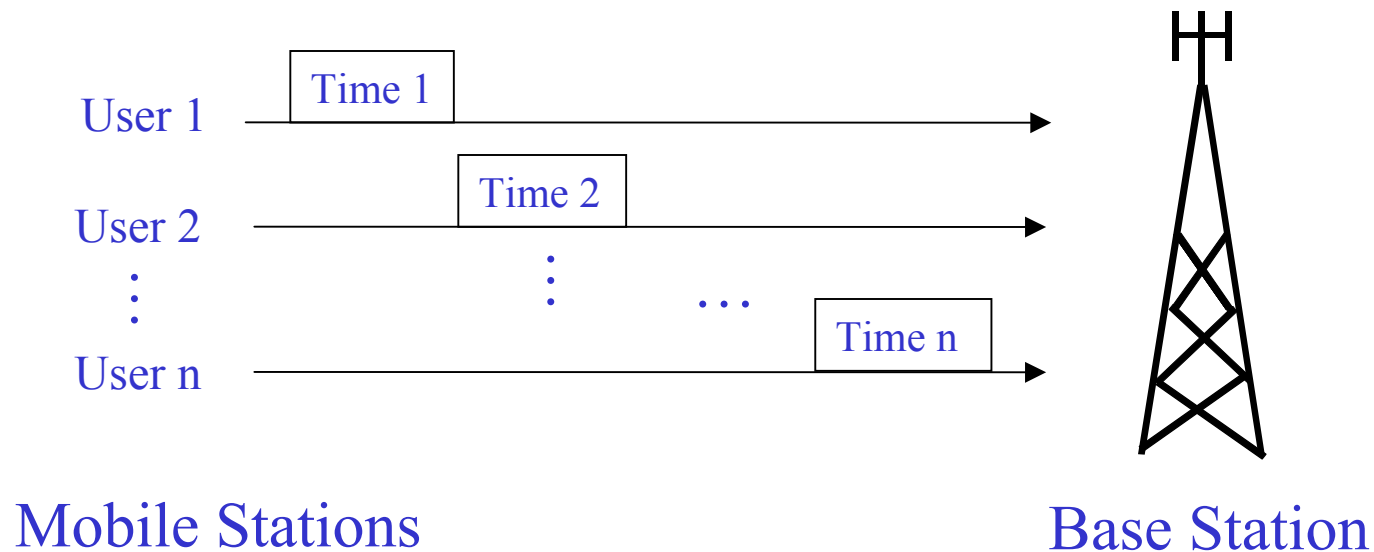 Time 1
User 1
Time 2
User 2
⋮ ⋮ …
Time n
User n
Mobile Stations Base Station